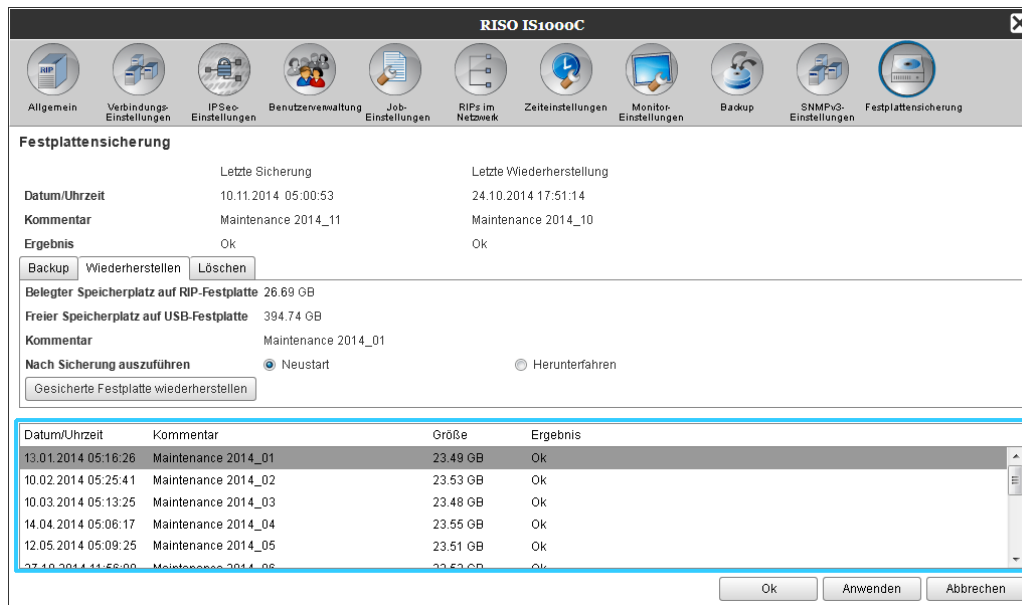 RISO IS1000C
Allgemein
Verbindungs-
Einstellungen
IPSec-
Einstellungen
Benutzerverwaltung
Job-
Einstellungen
RIPs im
Netzwerk
Zeiteinstellungen
Monitor-
Einstellungen
Backup
SNMPv3-
Einstellungen
Festplattensicherung
Festplattensicherung
Letzte Sicherung Letzte Wiederherstellung
Datum/Uhrzeit 10.11.2014 05:00:53 24.10.2014 17:51:14
Kommentar Maintenance 2014_11 Maintenance 2014_10
Ergebnis Ok Ok
Backup Wiederherstellen Löschen
Belegter Speicherplatz auf RIP-Festplatte 26.69 GB
Freier Speicherplatz auf USB-Festplatte 394.74 GB
Kommentar Maintenance 2014_01
Nach Sicherung auszuführen Neustart Herunterfahren
Gesicherte Festplatte wiederherstellen
Datum/Uhrzeit Kommentar Größe Ergebnis
13.01.2014 05:16:26 Maintenance 2014_01 23.49 GB Ok
10.02.2014 05:25:41 Maintenance 2014_02 23.53 GB Ok
10.03.2014 05:13:25 Maintenance 2014_03 23.48 GB Ok
14.04.2014 05:06:17 Maintenance 2014_04 23.55 GB Ok
12.05.2014 05:09:25 Maintenance 2014_05 23.51 GB Ok
Maintenance 2014_06 GB Ok
Ok Anwenden Abbrechen